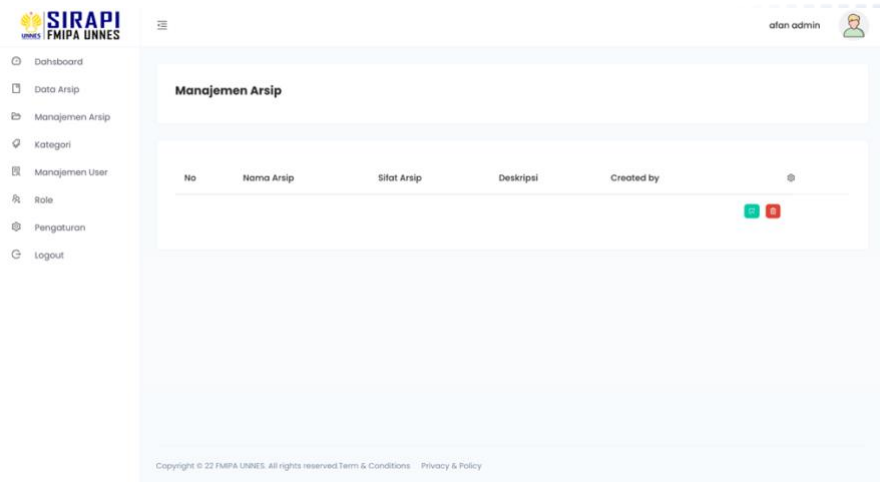 SIRAPI
UNNES FMIPA UNNES
afan admin
Dahsboard
Data Arsip
Manajemen Arsip
Kategori
Manajemen User
Role
Pengaturan
Logout
Manajemen Arsip
No Nama Arsip Sifat Arsip Deskripsi Created by
Copyright © 22 FMIPA UNNES. All rights reserved.Term & Conditions Privacy & Policy